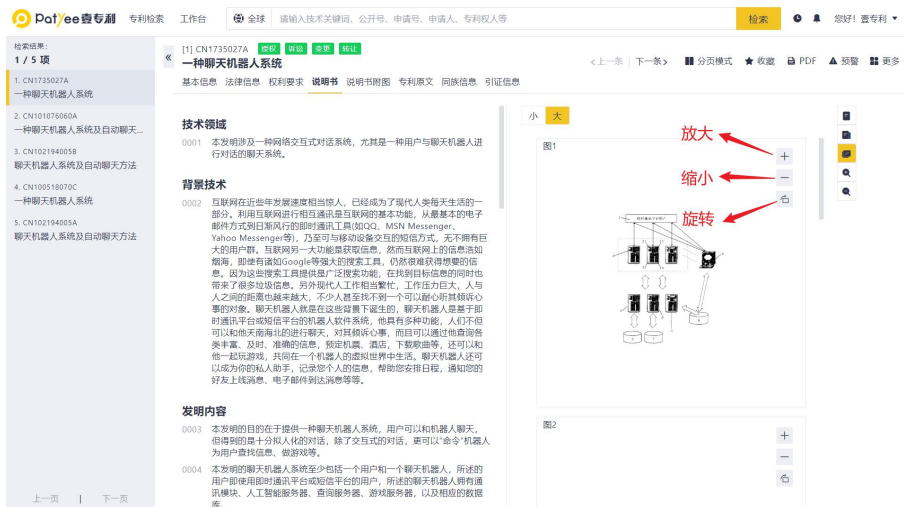 Patyee壹专利 专利检索 工作台 全球 请输入技术关键词、公开号、申请号、申请人、专利权人等 检索 您好！壹专利
检索结果:
1 / 5 项
1. CN1735027A
一种聊天机器人系统
2. CN101076060A
一种聊天机器人系统及自动聊天...
3. CN102194005B
聊天机器人系统及自动聊天方法
4. CN100518070C
一种聊天机器人系统
5. CN102194005A
聊天机器人系统及自动聊天方法
上一页 | 下一页
[1] CN1735027A 授权 诉讼 变更 转让
一种聊天机器人系统
<上一条 下一条> 分页模式 收藏 PDF 预警 更多
基本信息 法律信息 权利要求 说明书 说明书附图 专利原文 同族信息 引证信息
技术领域
0001 本发明涉及一种网络交互式对话系统，尤其是一种用户与聊天机器人进
行对话的聊天系统。
背景技术
0002 互联网在近些年发展速度相当惊人，已经成为了现代人类每天生活的一
部分。利用互联网进行相互通讯是互联网的基本功能，从最基本的电子
邮件方式到日新风行的即时通讯工具(如QQ、MSN Messenger、
Yahoo Messenger等)，乃至可与移动设备交互的短信方式，无不拥有巨
大的用户群。互联网另一大功能是获取信息，然而互联网上的信息浩如
烟海，即使有诸如Google等强大的搜索工具，仍然很难获得想要的信
息。因为这些搜索工具提供是广泛搜索功能，在找到目标信息的同时也
带来了很多垃圾信息。另外现代人工作相当繁忙，工作压力巨大，人与
人之间的距离也越来越大，不少人甚至找不到一个可以耐心听其倾诉心
事的对象。聊天机器人就是在这些背景下诞生的，聊天机器人是基于即
时通讯平台或短信平台的机器人软件系统，他具有多种功能，人们不但
可以和他天南海北的进行聊天，对其倾诉心事，而且可以通过他查询各
类丰富、及时、准确的信息，预定机票、酒店，下载歌曲等，还可以和
他一起玩游戏，共同在一个机器人的虚拟世界中生活。聊天机器人还可
以成为你的私人助手，记录您个人的信息，帮助您安排日程，通知您的
好友上线消息、电子邮件到达消息等等。
发明内容
0003 本发明的目的在于提供一种聊天机器人系统，用户可以和机器人聊天，
但得到的是十分拟人化的对话，除了交互式的对话，更可以“命令”机器人
为用户查找信息、做游戏等。
0004 本发明的聊天机器人系统至少包括一个用户和一个聊天机器人，所述的
用户即使用即时通讯平台或短信平台的用户，所述的聊天机器人拥有通
讯模块、人工智能服务器、查询服务器、游戏服务器，以及相应的数据
库
小 大
图1
放大
缩小
旋转
图2